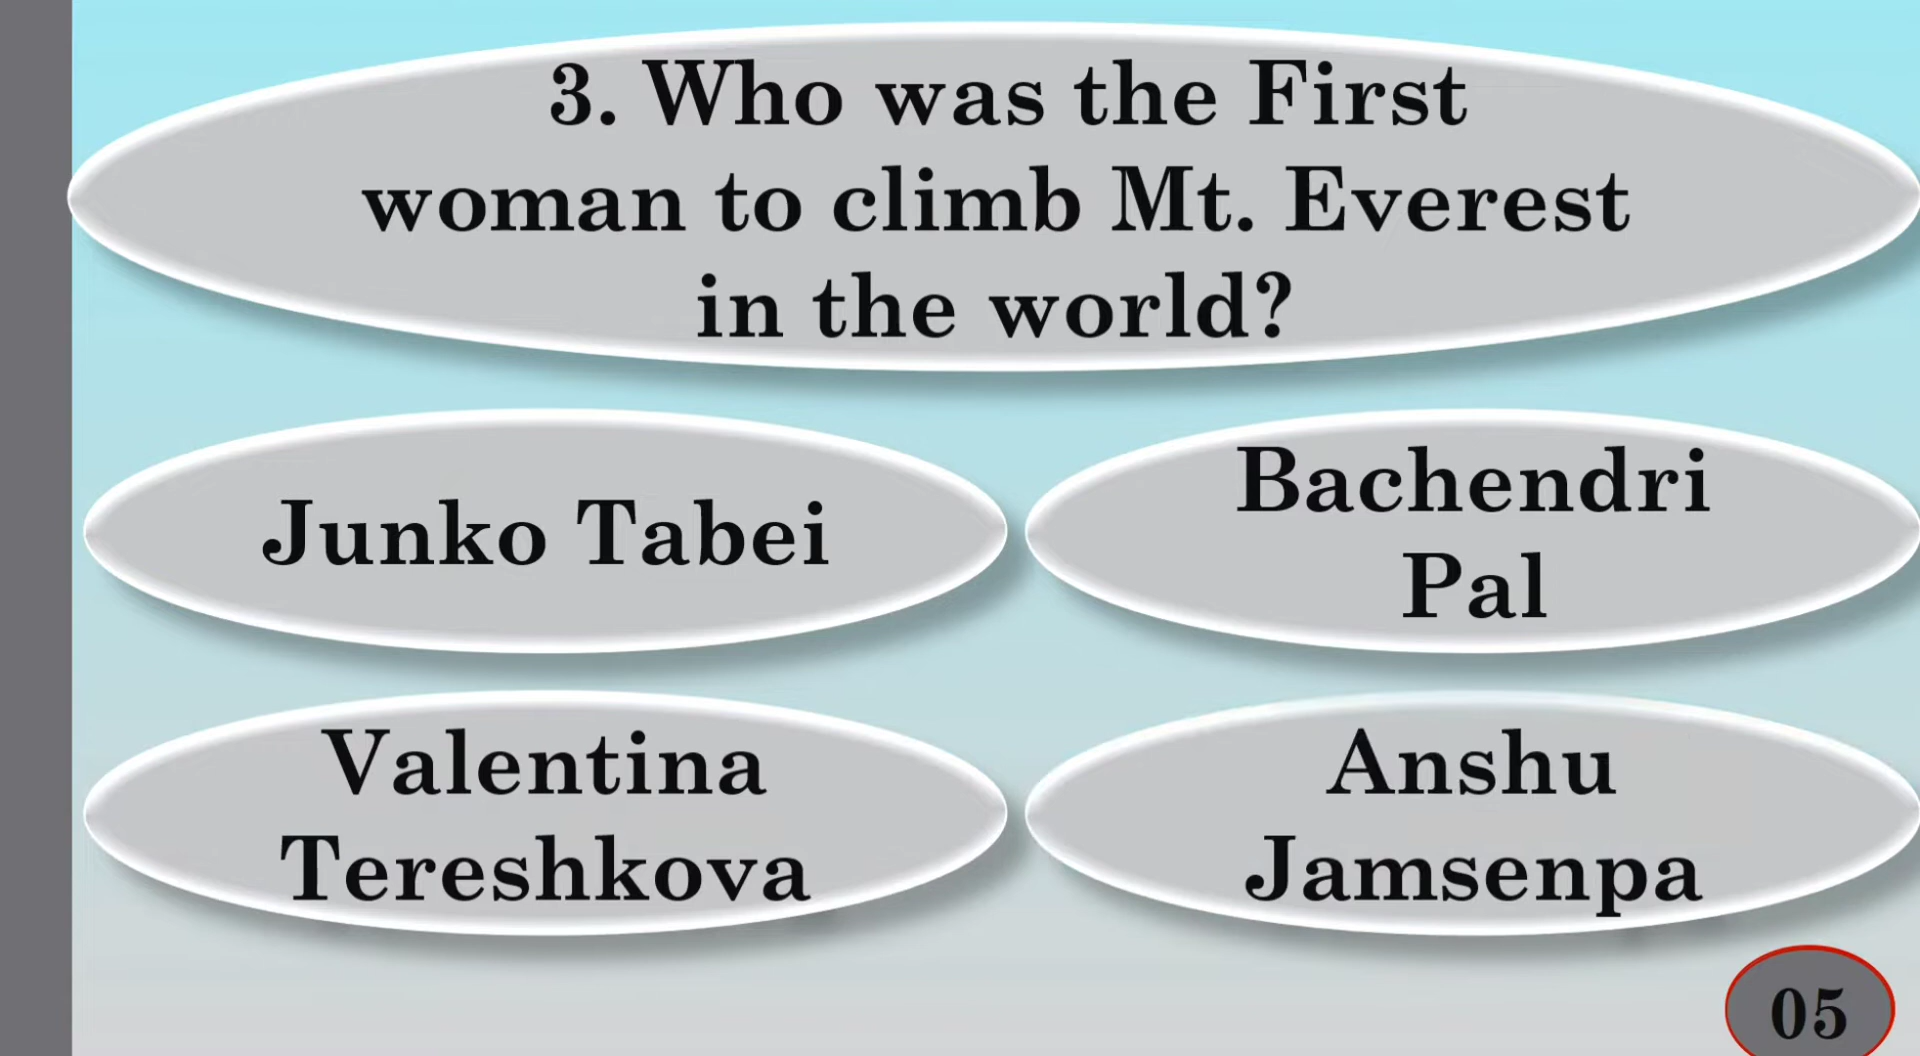 3. Who was the First
woman to climb Mt. Everest
in the world?
Junko Tabei
Bachendri
Pal
Valentina
Tereshkova
Anshu
Jamsenpa
05